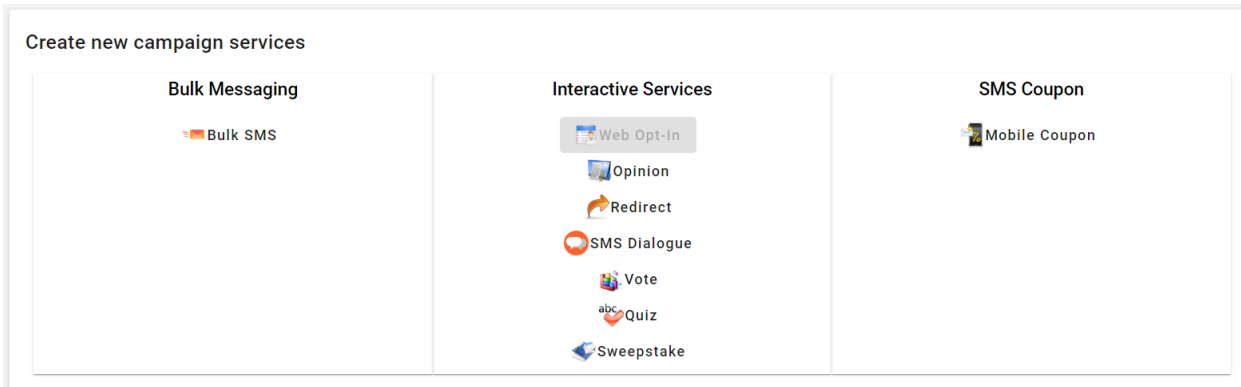 Create new campaign services
Bulk Messaging
Bulk SMS
Interactive Services
Web Opt-In
Opinion
Redirect
SMS Dialogue
Vote
abc
Quiz
Sweepstake
SMS Coupon
%
Mobile Coupon